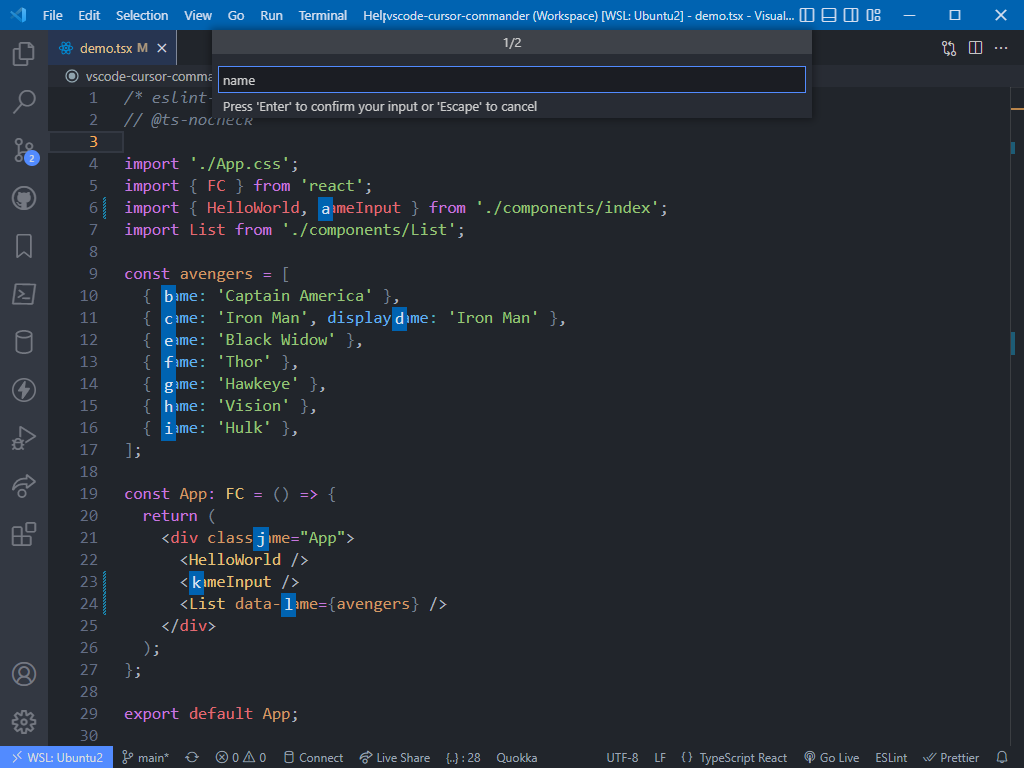 File Edit Selection View Go Run Terminal Help
vscode-cursor-commander (Workspace) [WSL: Ubuntu2] - demo.tsx - Visual...
demo.tsx M
1/2
vscode-cursor-comma
name
Press 'Enter' to confirm your input or 'Escape' to cancel
1 /* eslint-
2 // @ts-nocheck
3
4 import './App.css';
5 import { FC } from 'react';
6 import { HelloWorld, aameInput } from './components/index';
7 import List from './components/List';
8
9 const avengers = [
10 { bame: 'Captain America' },
11 { came: 'Iron Man', displaydame: 'Iron Man' },
12 { eame: 'Black Widow' },
13 { fame: 'Thor' },
14 { game: 'Hawkeye' },
15 { hame: 'Vision' },
16 { iame: 'Hulk' },
17 ];
18
19 const App: FC = () => {
20 return (
21 <div classjame="App">
22 <HelloWorld />
23 <kameInput />
24 <List data-lame={avengers} />
25 </div>
26 );
27 };
28
29 export default App;
30
2
WSL: Ubuntu2 main* 0 0 Connect Live Share {..} : 28 Quokka UTF-8 LF {} TypeScript React Go Live ESLint Prettier